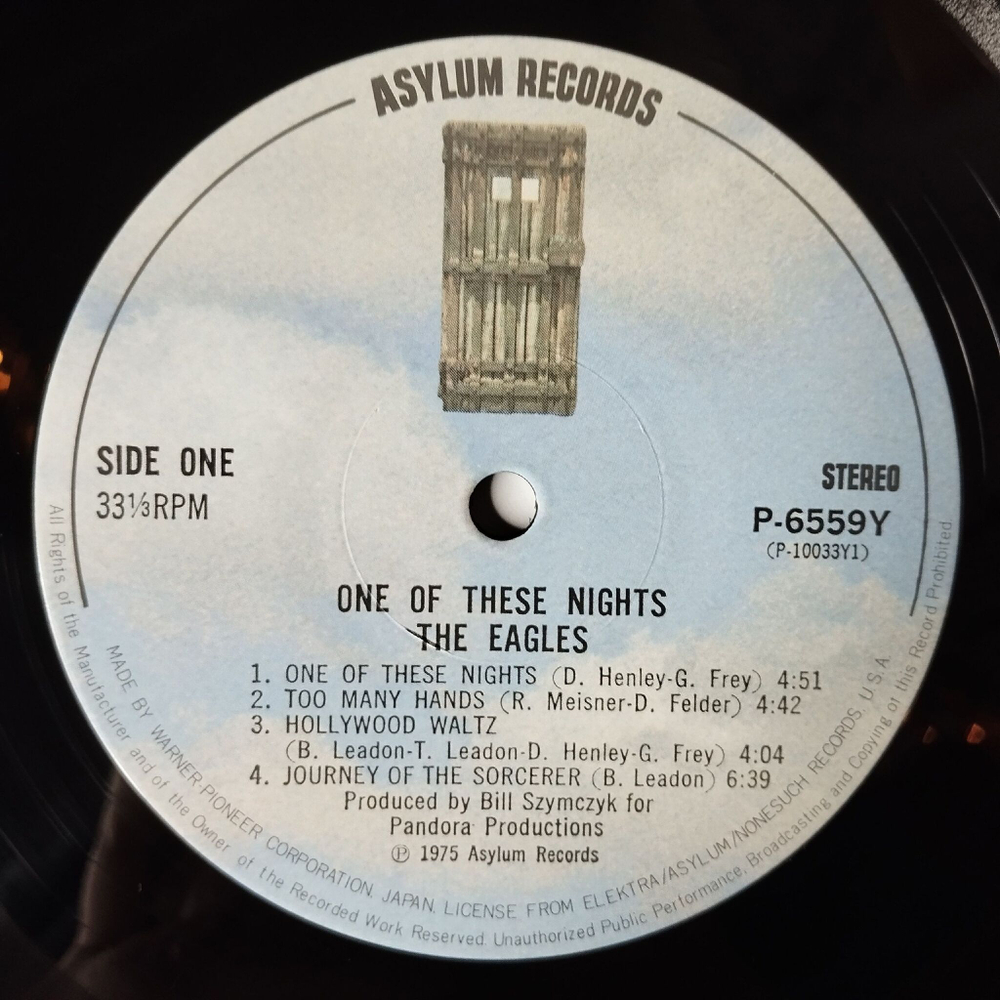 ASYLUM RECORDS
SIDE ONE
33⅓RPM
STEREO
P-6559Y
(P-10033Y1)
ONE OF THESE NIGHTS
THE EAGLES
1. ONE OF THESE NIGHTS (D. Henley-G. Frey) 4:51
2. TOO MANY HANDS (R. Meisner-D. Felder) 4:42
3. HOLLYWOOD WALTZ
(B. Leadon-T. Leadon-D. Henley-G. Frey) 4:04
4. JOURNEY OF THE SORCERER (B. Leadon) 6:39
Produced by Bill Szymczyk for
Pandora Productions
Ⓟ 1975 Asylum Records
MADE BY WARNER-PIONEER CORPORATION, JAPAN, LICENSE FROM ELEKTRA/ASYLUM/NONESUCH RECORDS, U.S.A.
All Rights of the Manufacturer and of the Owner of the Recorded Work Reserved. Unauthorized Public Performance, Broadcasting and Copying of this Record Prohibited